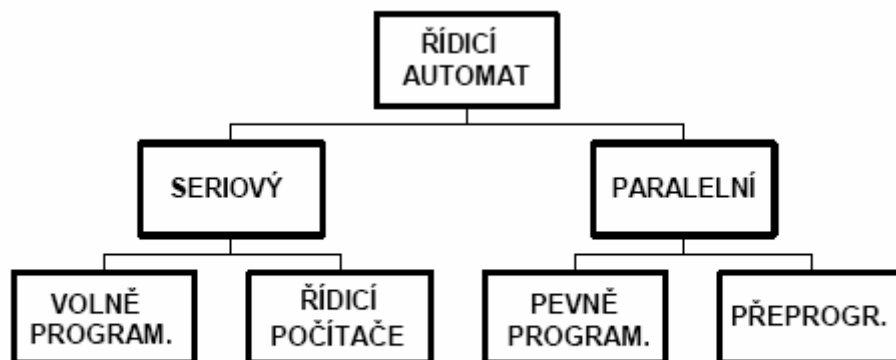 ŘÍDICÍ
AUTOMAT
SERIOVÝ
PARALELNÍ
VOLNĚ
PROGRAM.
ŘÍDICÍ
POČÍTAČE
PEVNĚ
PROGRAM.
PŘEPROGR.